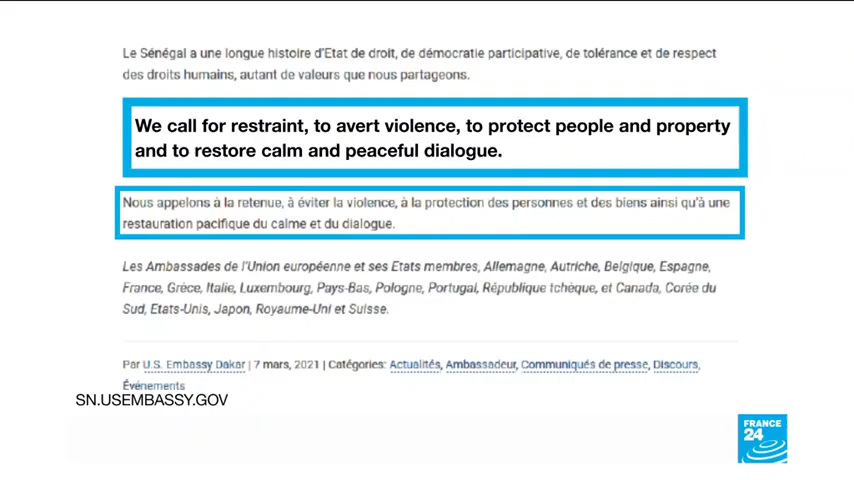 Le Sénégal a une longue histoire d'Etat de droit, de démocratie participative, de tolérance et de respect
des droits humains, autant de valeurs que nous partageons.
We call for restraint, to avert violence, to protect people and property
and to restore calm and peaceful dialogue.
Nous appelons à la retenue, à éviter la violence, à la protection des personnes et des biens ainsi qu'à une
restauration pacifique du calme et du dialogue.
Les Ambassades de l'Union européenne et ses Etats membres, Allemagne, Autriche, Belgique, Espagne,
France, Grèce, Italie, Luxembourg, Pays-Bas, Pologne, Portugal, République tchèque, et Canada, Corée du
Sud, Etats-Unis, Japon, Royaume-Uni et Suisse.
Par U.S. Embassy Dakar | 7 mars, 2021 | Catégories: Actualités, Ambassadeur, Communiqués de presse, Discours,
Événements
SN.USEMBASSY.GOV
FRANCE
24